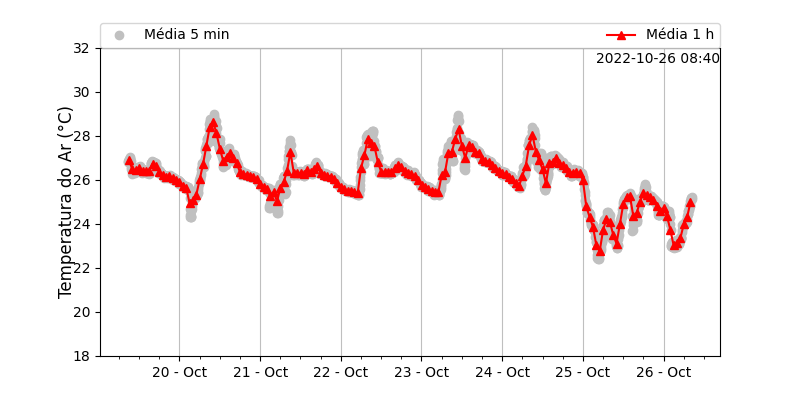 Média 5 min
Média 1 h
2022-10-26 08:40
Temperatura do Ar (°C)
32
30
28
26
24
22
20
18
20 - Oct
21 - Oct
22 - Oct
23 - Oct
24 - Oct
25 - Oct
26 - Oct